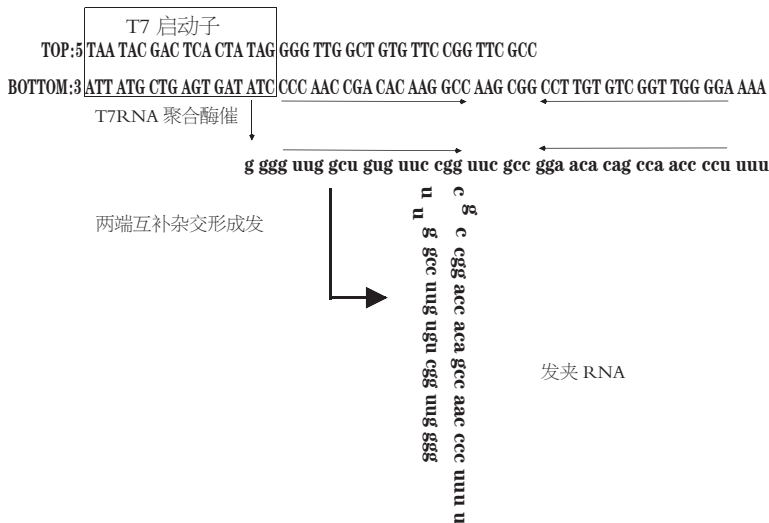 T7 启动子
TOP:5 TAA TAC GAC TCA CTA TAG GGG TTG GCT GTG TTC CGG TTC GCC
BOTTOM:3 ATT ATG CTG AGT GAT ATC CCC AAC CGA CAC AAG GCC AAG CGG CCT TGT GTC GGT TGG GGA AAA
T7RNA 聚合酶催
g gggu uug gcu gug uuc cgg uuc gcc gga aca cag cca acc ccu uuu
两端互补杂交形成发
u u g gcc uug ugu cgg uug gggg
c g c cgg acc aca gcc aac ccc uuu u
发夹 RNA